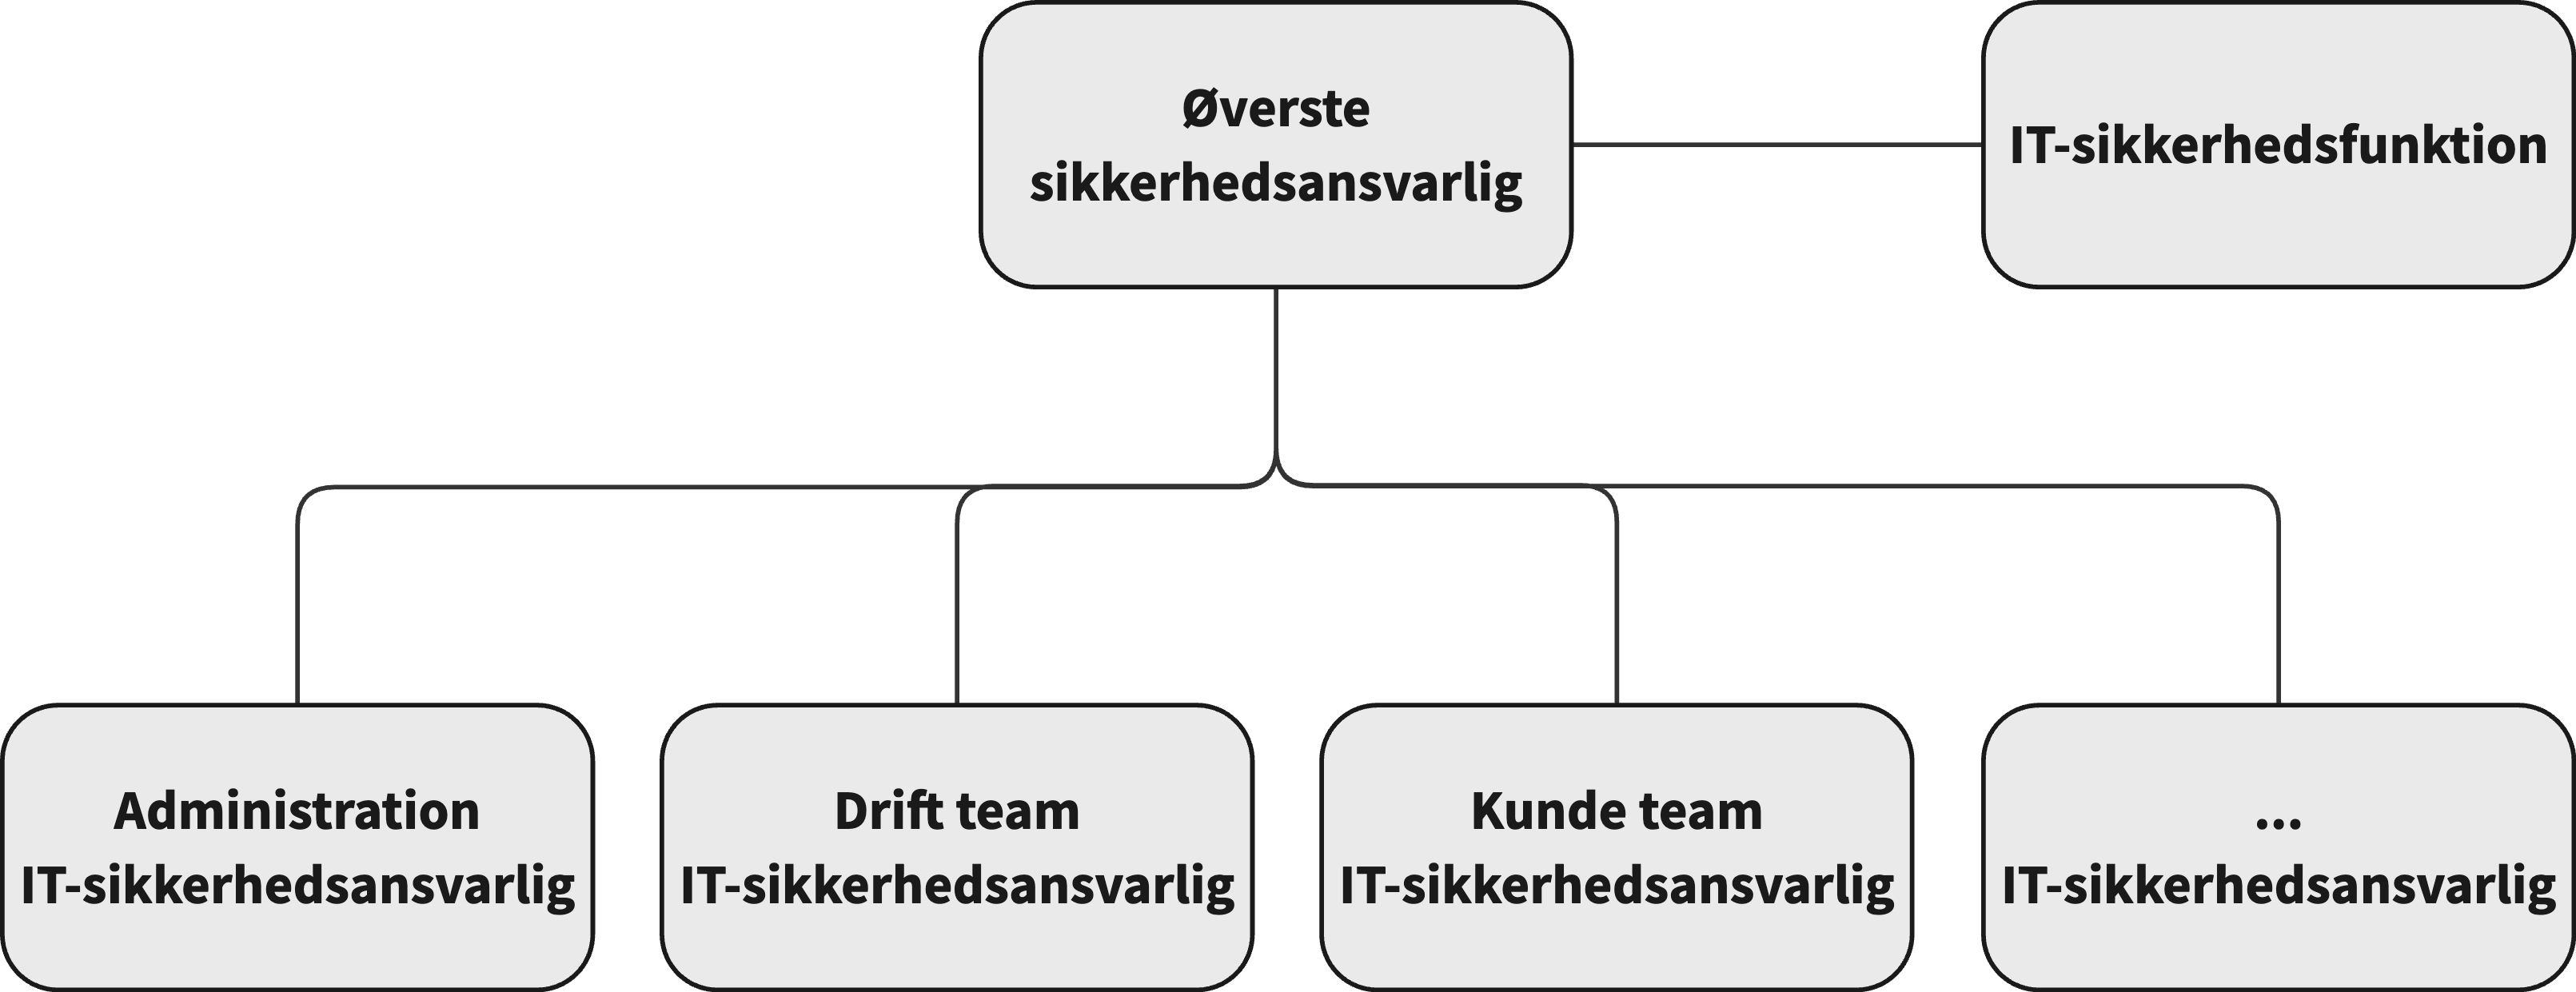 Øverste
sikkerhedsansvarlig
IT-sikkerhedsfunktion
Administration
IT-sikkerhedsansvarlig
Drift team
IT-sikkerhedsansvarlig
Kunde team
IT-sikkerhedsansvarlig
...
IT-sikkerhedsansvarlig